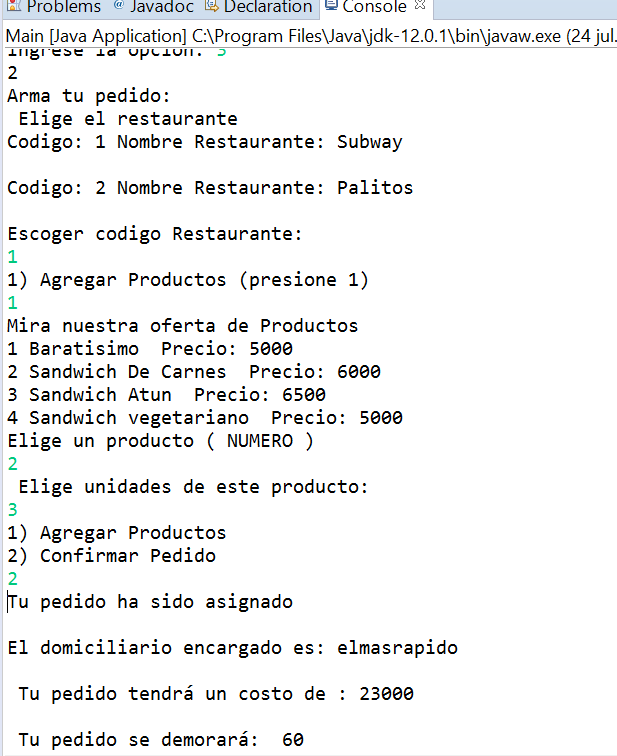 Problems @ Javadoc Declaration Console
Main [Java Application] C:\Program Files\Java\jdk-12.0.1\bin\javaw.exe (24 jul.
Ingrese la opcion: 3
2
Arma tu pedido:
Elige el restaurante
Codigo: 1 Nombre Restaurante: Subway
Codigo: 2 Nombre Restaurante: Palitos
Escoger codigo Restaurante:
1
1) Agregar Productos (presione 1)
1
Mira nuestra oferta de Productos
1 Baratisimo  Precio: 5000
2 Sandwich De Carnes  Precio: 6000
3 Sandwich Atun  Precio: 6500
4 Sandwich vegetariano  Precio: 5000
Elige un producto ( NUMERO )
2
Elige unidades de este producto:
3
1) Agregar Productos
2) Confirmar Pedido
2
Tu pedido ha sido asignado
El domiciliario encargado es: elmasrapido
Tu pedido tendrá un costo de : 23000
Tu pedido se demorará:  60